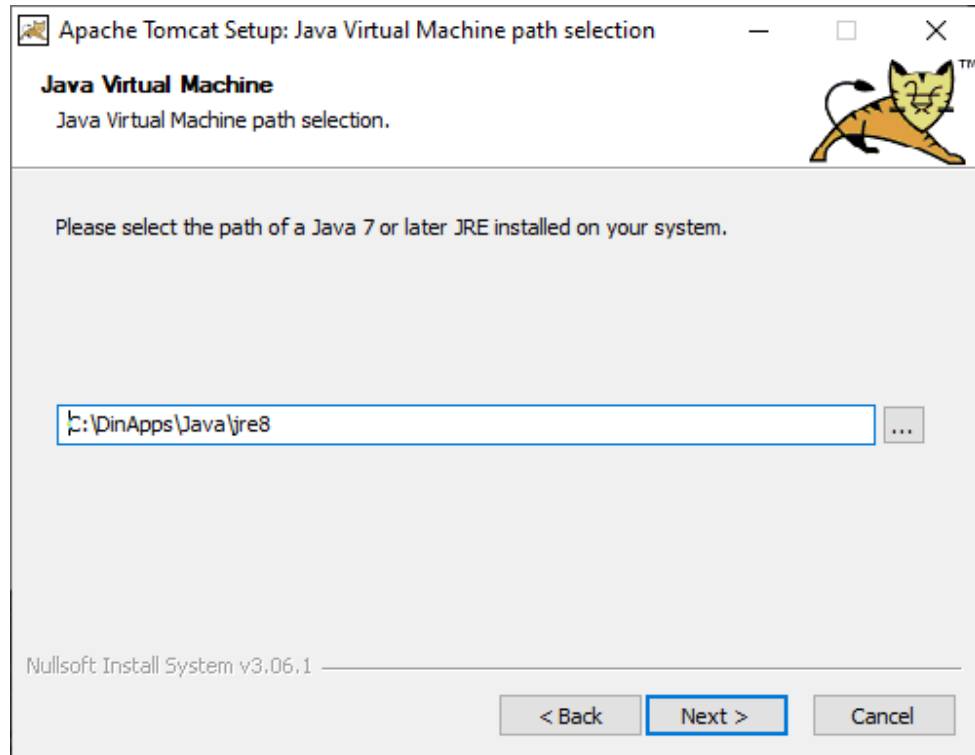 Apache Tomcat Setup: Java Virtual Machine path selection
Java Virtual Machine
Java Virtual Machine path selection.
TM
Please select the path of a Java 7 or later JRE installed on your system.
C:\DinApps\Java\jre8
...
Nullsoft Install System v3.06.1
< Back
Next >
Cancel